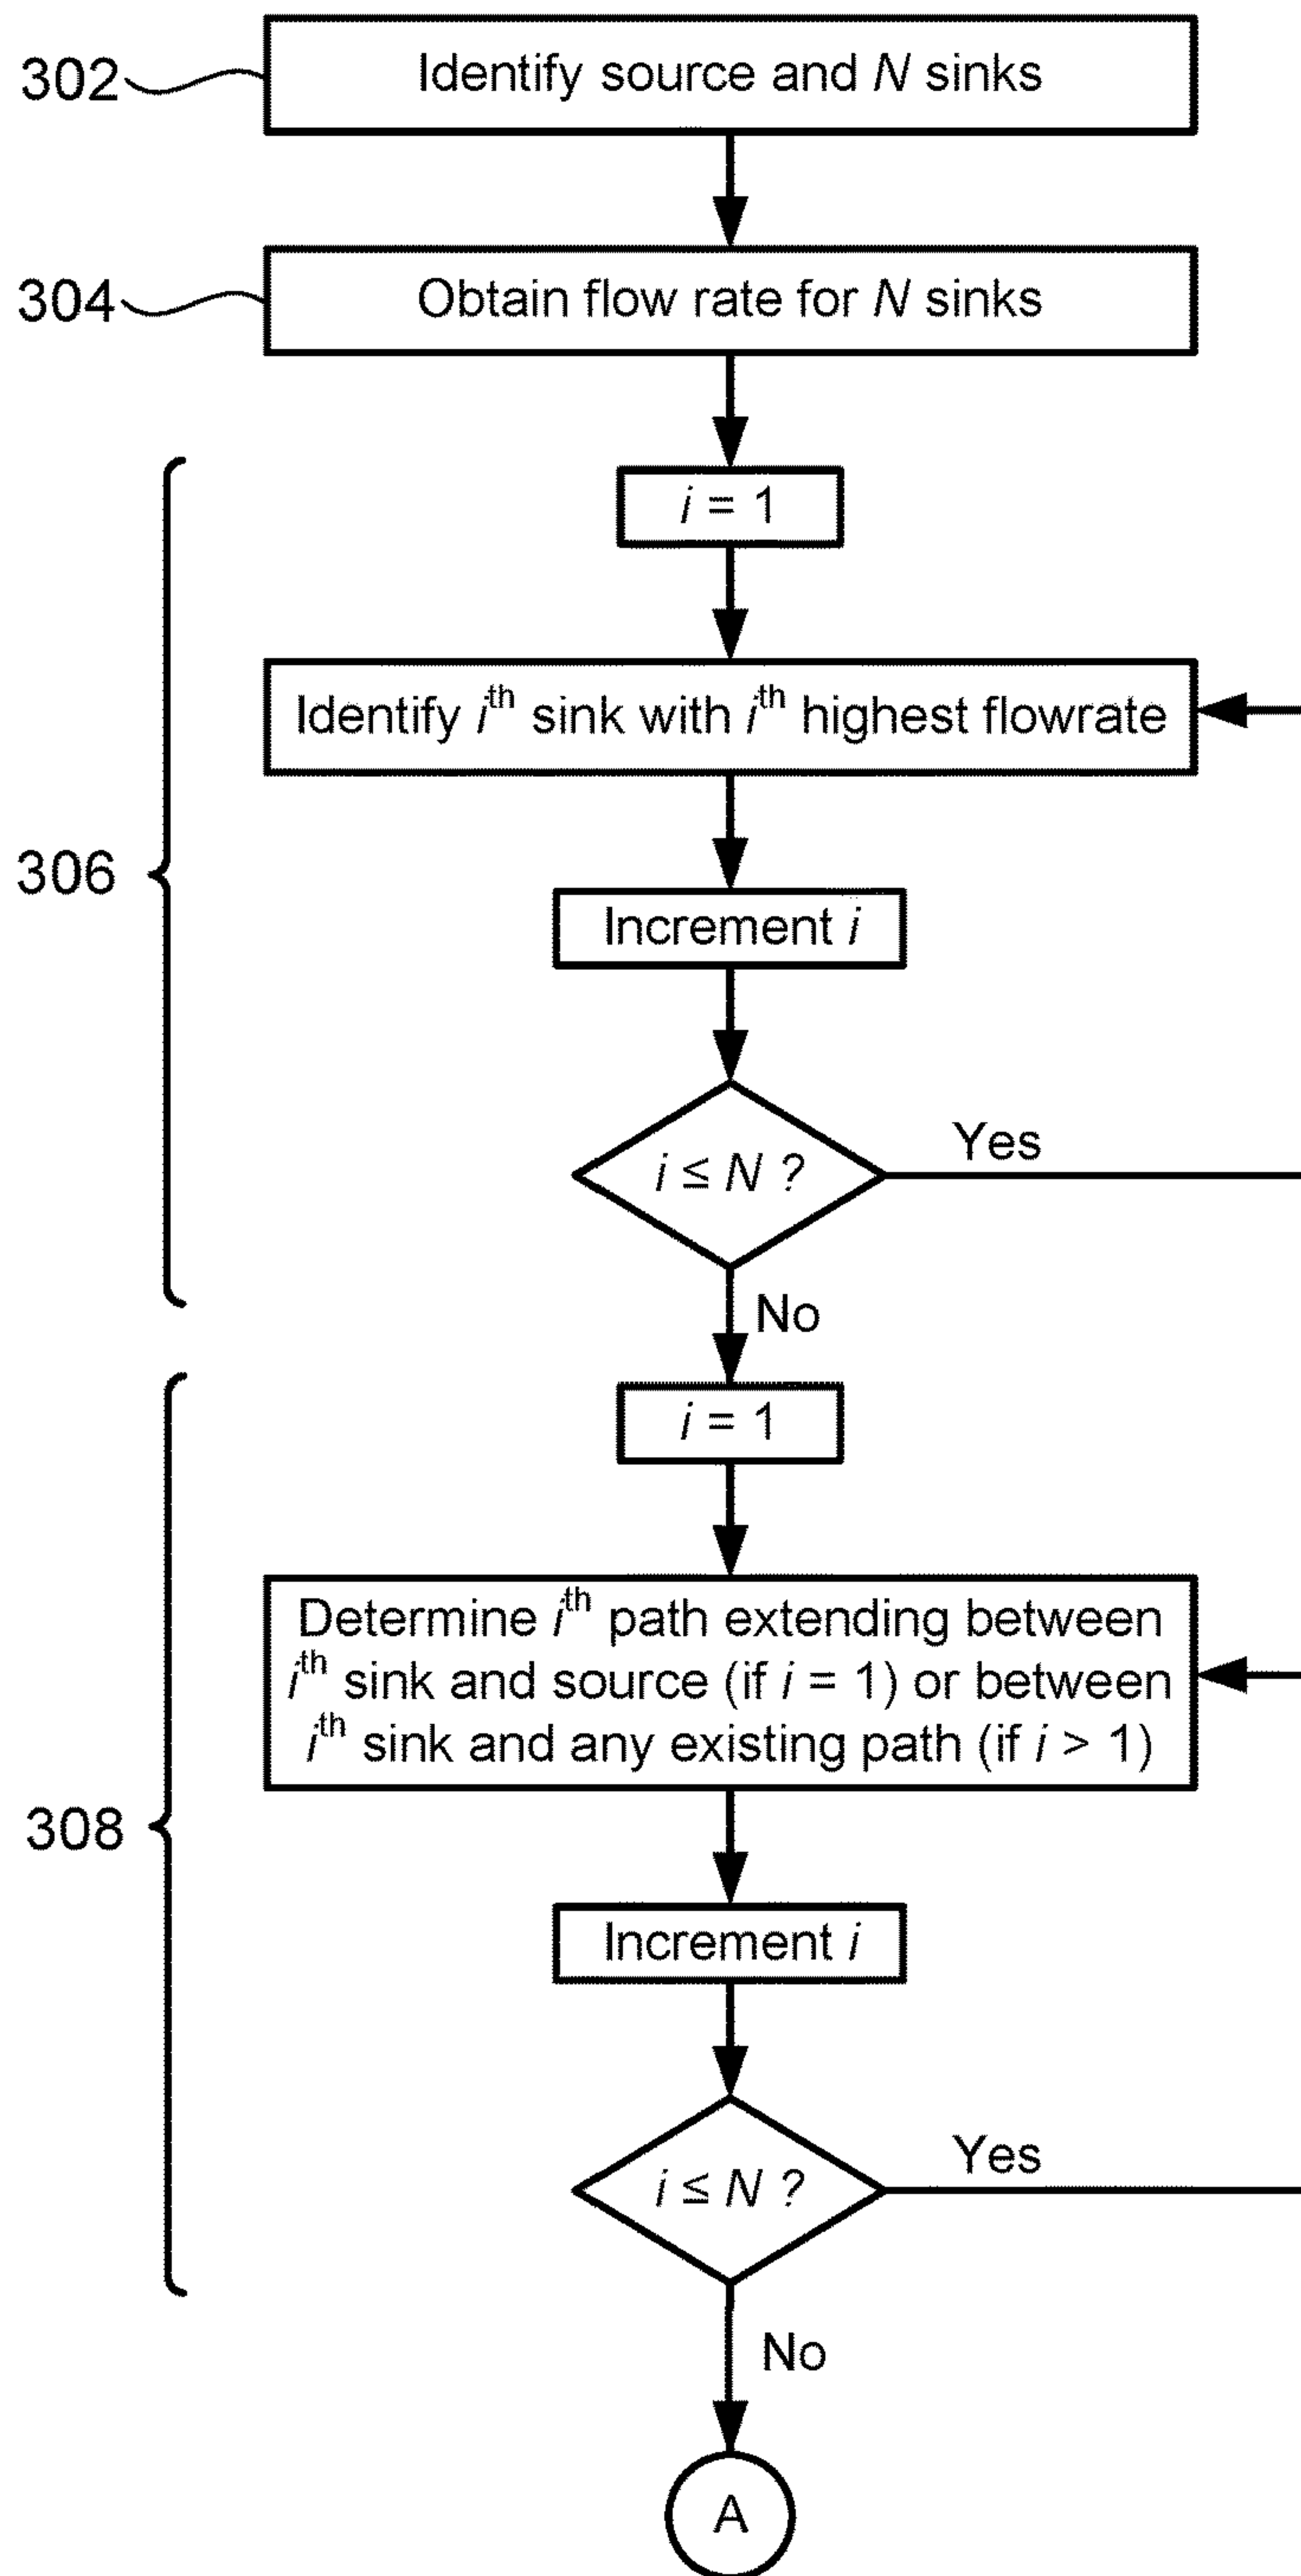 302
Identify source and N sinks
304
Obtain flow rate for N sinks
i = 1
Identify iᵗʰ sink with iᵗʰ highest flowrate
306
Increment i
i ≤ N ?
Yes
No
i = 1
Determine iᵗʰ path extending between
iᵗʰ sink and source (if i = 1) or between
iᵗʰ sink and any existing path (if i > 1)
308
Increment i
i ≤ N ?
Yes
No
A